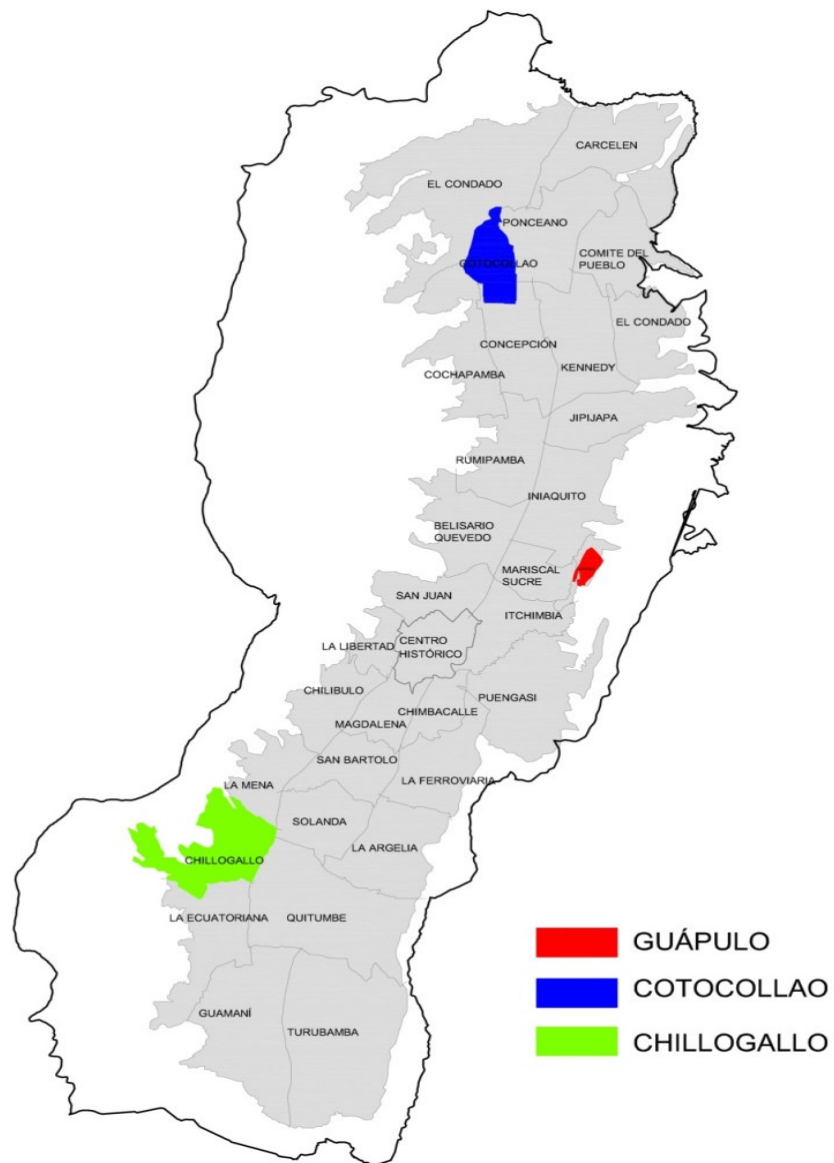 CARCELEN
EL CONDADO
PONCEANO
COTOCOLLAO
COMITE DEL
PUEBLO
EL CONDADO
CONCEPCIÓN
KENNEDY
COCHAPAMBA
JIPIJAPA
RUMIPAMBA
INIAQUITO
BELISARIO
QUEVEDO
MARISCAL
SUCRE
SAN JUAN
ITCHIMBIA
LA LIBERTAD
CENTRO
HISTÓRICO
CHILIBULO
PUENGASI
CHIMBACALLE
MAGDALENA
SAN BARTOLO
LA FERROVIARIA
LA MENA
SOLANDA
LA ARGELIA
CHILLOGALLO
LA ECUATORIANA
QUITUMBE
GUAMANÍ
TURUBAMBA
GUÁPULO
COTOCOLLAO
CHILLOGALLO